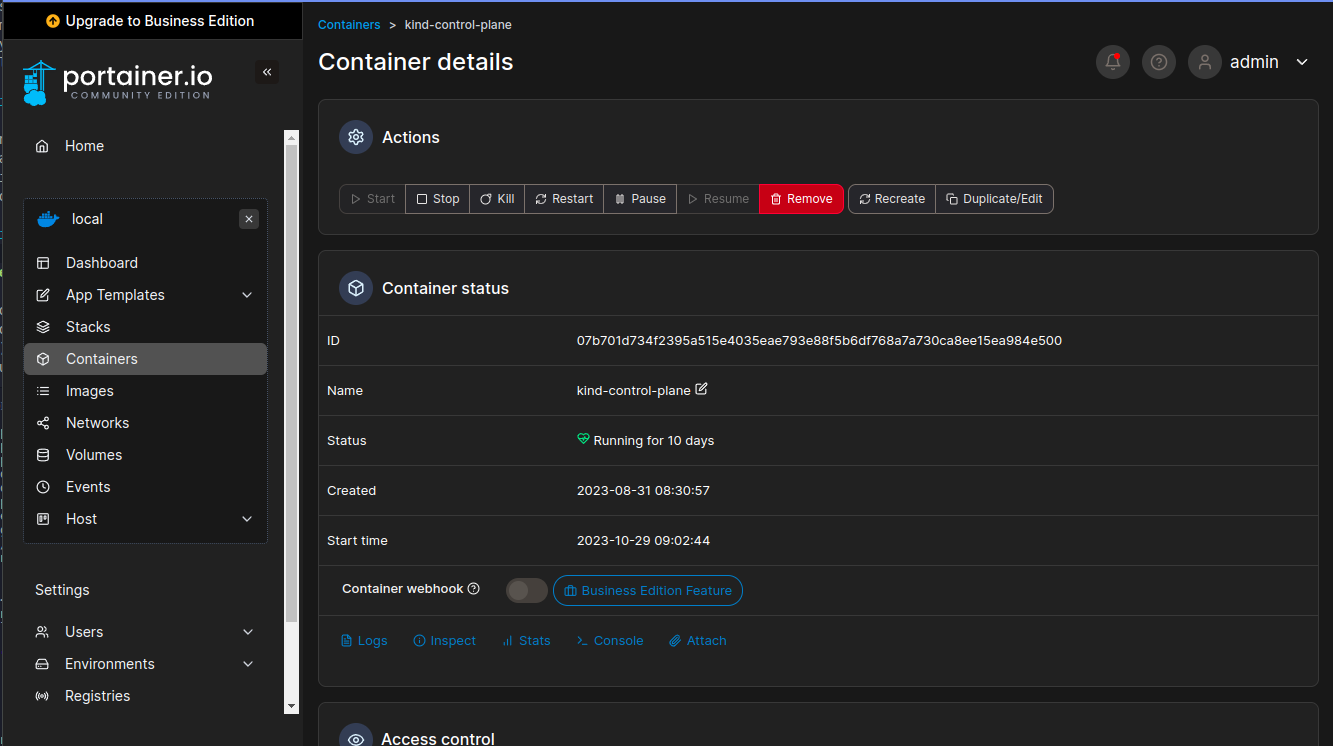 Upgrade to Business Edition
portainer.io
COMMUNITY EDITION
Home
local
Dashboard
App Templates
Stacks
Containers
Images
Networks
Volumes
Events
Host
Settings
Users
Environments
Registries
Containers > kind-control-plane
Container details
admin
Actions
Start Stop Kill Restart Pause Resume Remove Recreate Duplicate/Edit
Container status
ID 07b701d734f2395a515e4035eae793e88f5b6df768a7a730ca8ee15ea984e500
Name kind-control-plane
Status Running for 10 days
Created 2023-08-31 08:30:57
Start time 2023-10-29 09:02:44
Container webhook Business Edition Feature
Logs Inspect Stats Console Attach
Access control